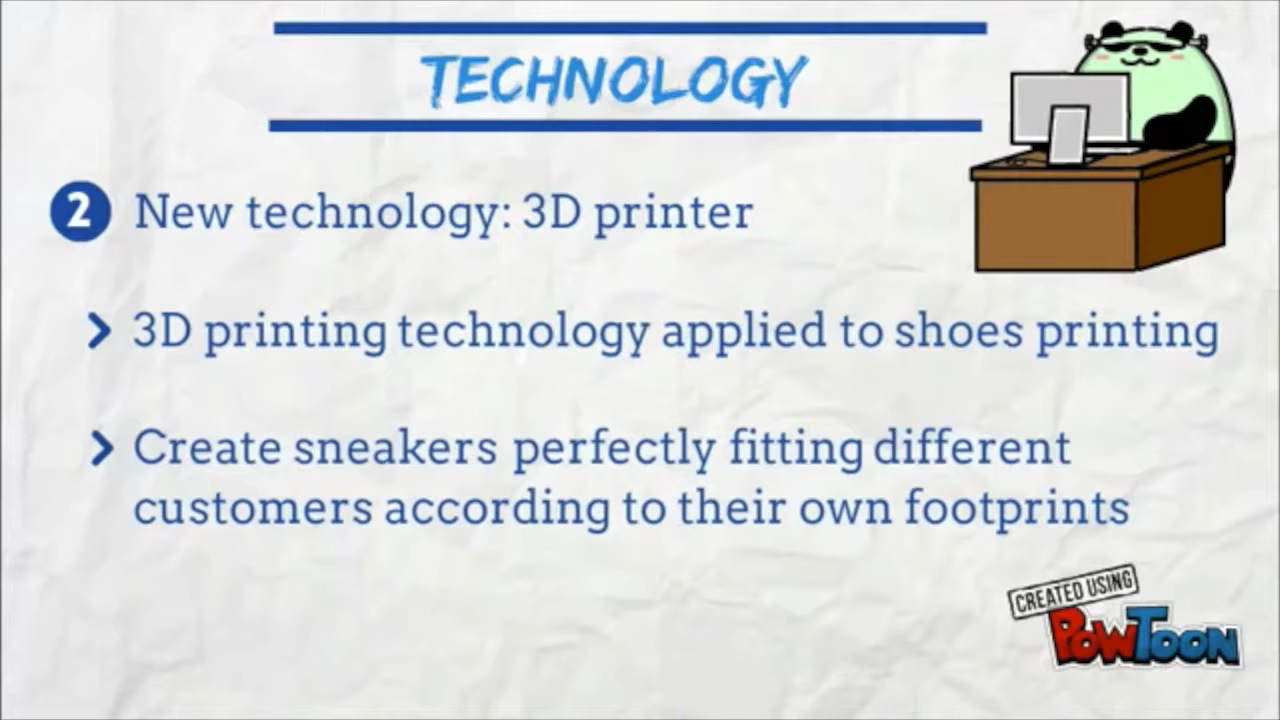 TECHNOLOGY
2 New technology: 3D printer
3D printing technology applied to shoes printing
Create sneakers perfectly fitting different
customers according to their own footprints
CREATED USING
POWTOON